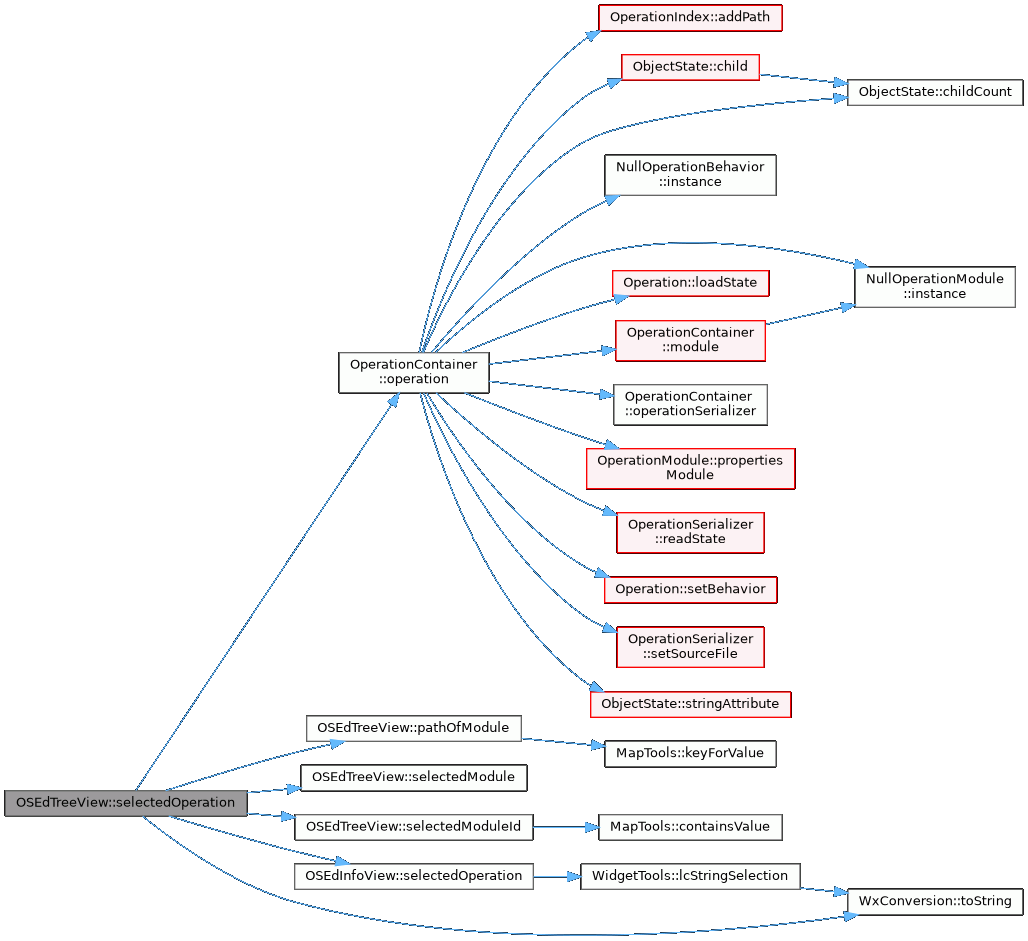 OperationIndex::addPath
ObjectState::child
ObjectState::childCount
NullOperationBehavior
::instance
NullOperationModule
::instance
Operation::loadState
OperationContainer
::module
OperationContainer
::operation
OperationContainer
::operationSerializer
OperationModule::properties
Module
OperationSerializer
::readState
Operation::setBehavior
OperationSerializer
::setSourceFile
ObjectState::stringAttribute
OSEdTreeView::pathOfModule
MapTools::keyForValue
OSEdTreeView::selectedModule
OSEdTreeView::selectedOperation
OSEdTreeView::selectedModuleId
MapTools::containsValue
OSEdInfoView::selectedOperation
WidgetTools::lcStringSelection
WxConversion::toString